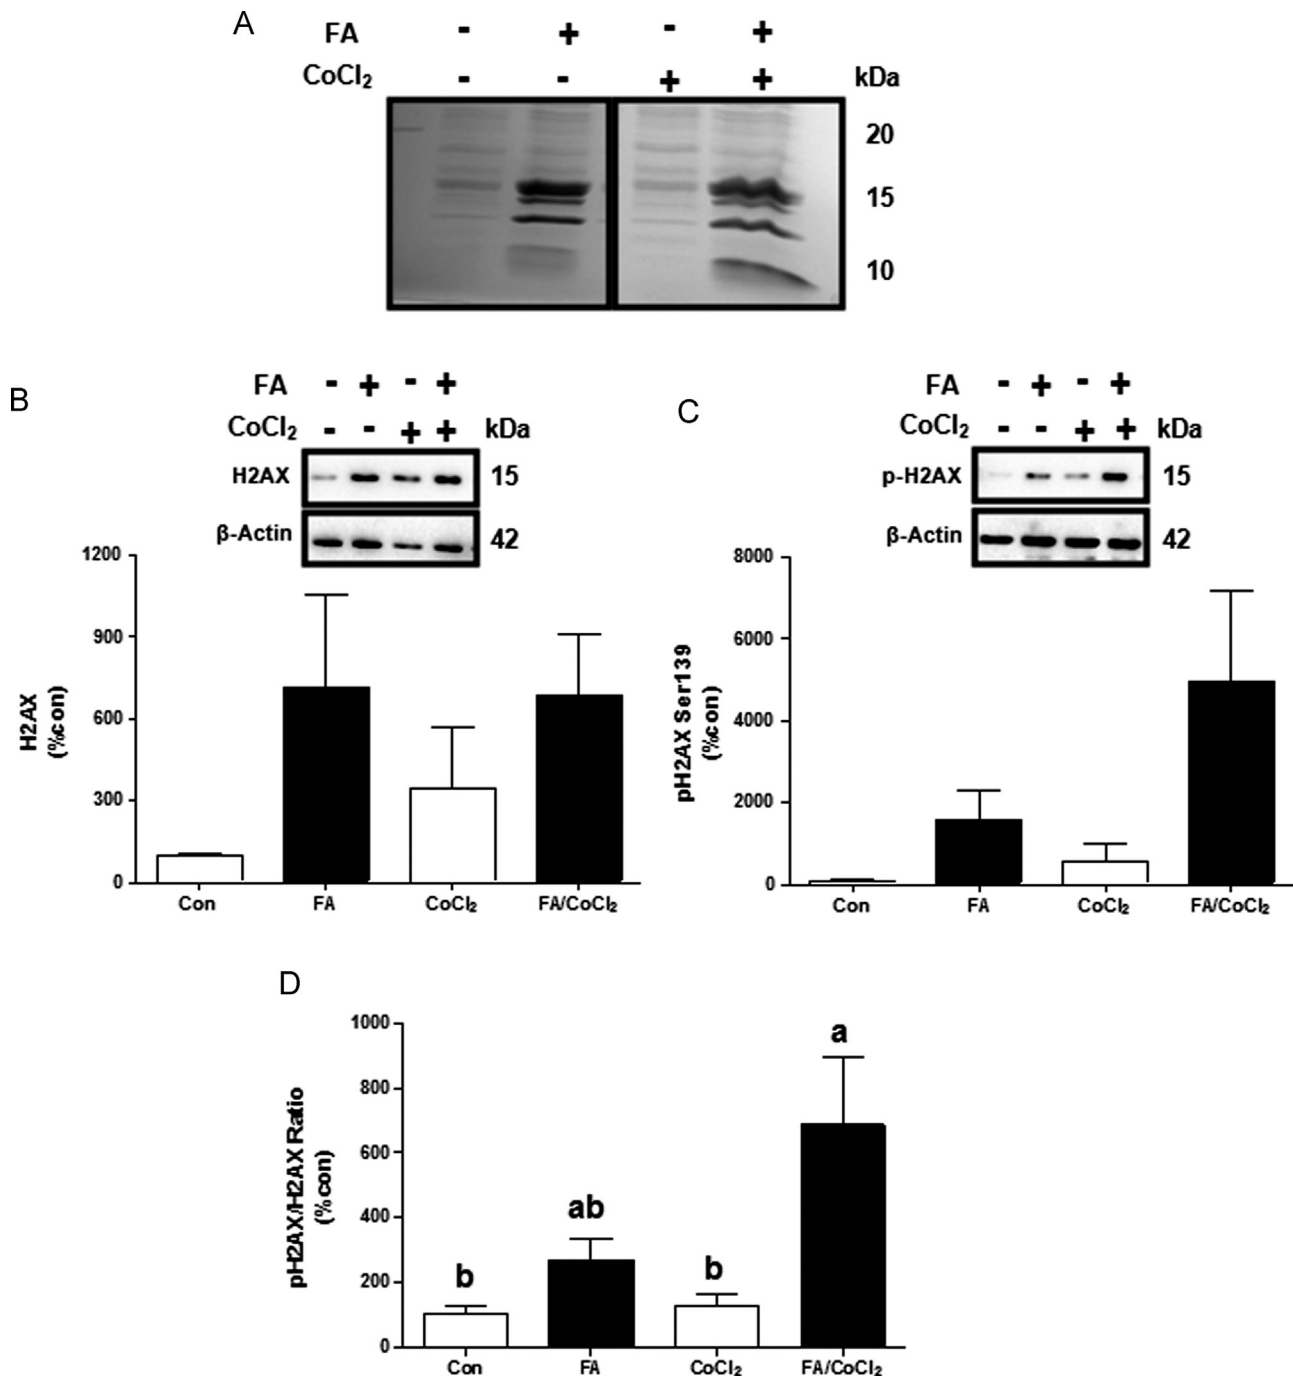 A
FA - + - +
CoCl₂ - - + + kDa
20
15
10
B
FA - + - +
CoCl₂ - - + + kDa
H2AX 15
β-Actin 42
1200
900
600
300
0
H2AX
(%con)
Con FA CoCl₂ FA/CoCl₂
C
FA - + - +
CoCl₂ - - + + kDa
p-H2AX 15
β-Actin 42
8000
6000
4000
2000
0
pH2AX Ser139
(%con)
Con FA CoCl₂ FA/CoCl₂
D
1000
800
600
400
200
0
pH2AX/H2AX Ratio
(%con)
b ab b a
Con FA CoCl₂ FA/CoCl₂